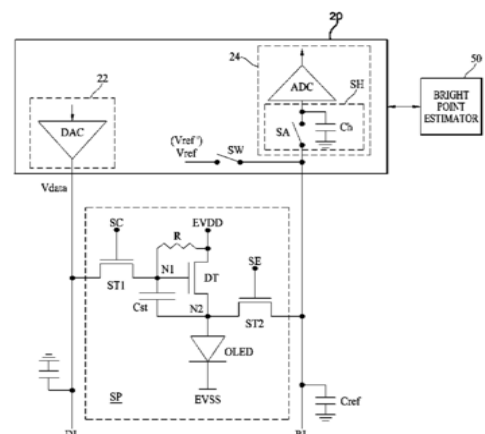 20
24
SH
22
50
ADC
BRIGHT
POINT
ESTIMATOR
DAC
SA
Ch
(Vref')
Vref
SW
Vdata
SC
EVDD
R
SE
N1
DT
ST1
Cst
N2
ST2
OLED
SP
EVSS
Cref